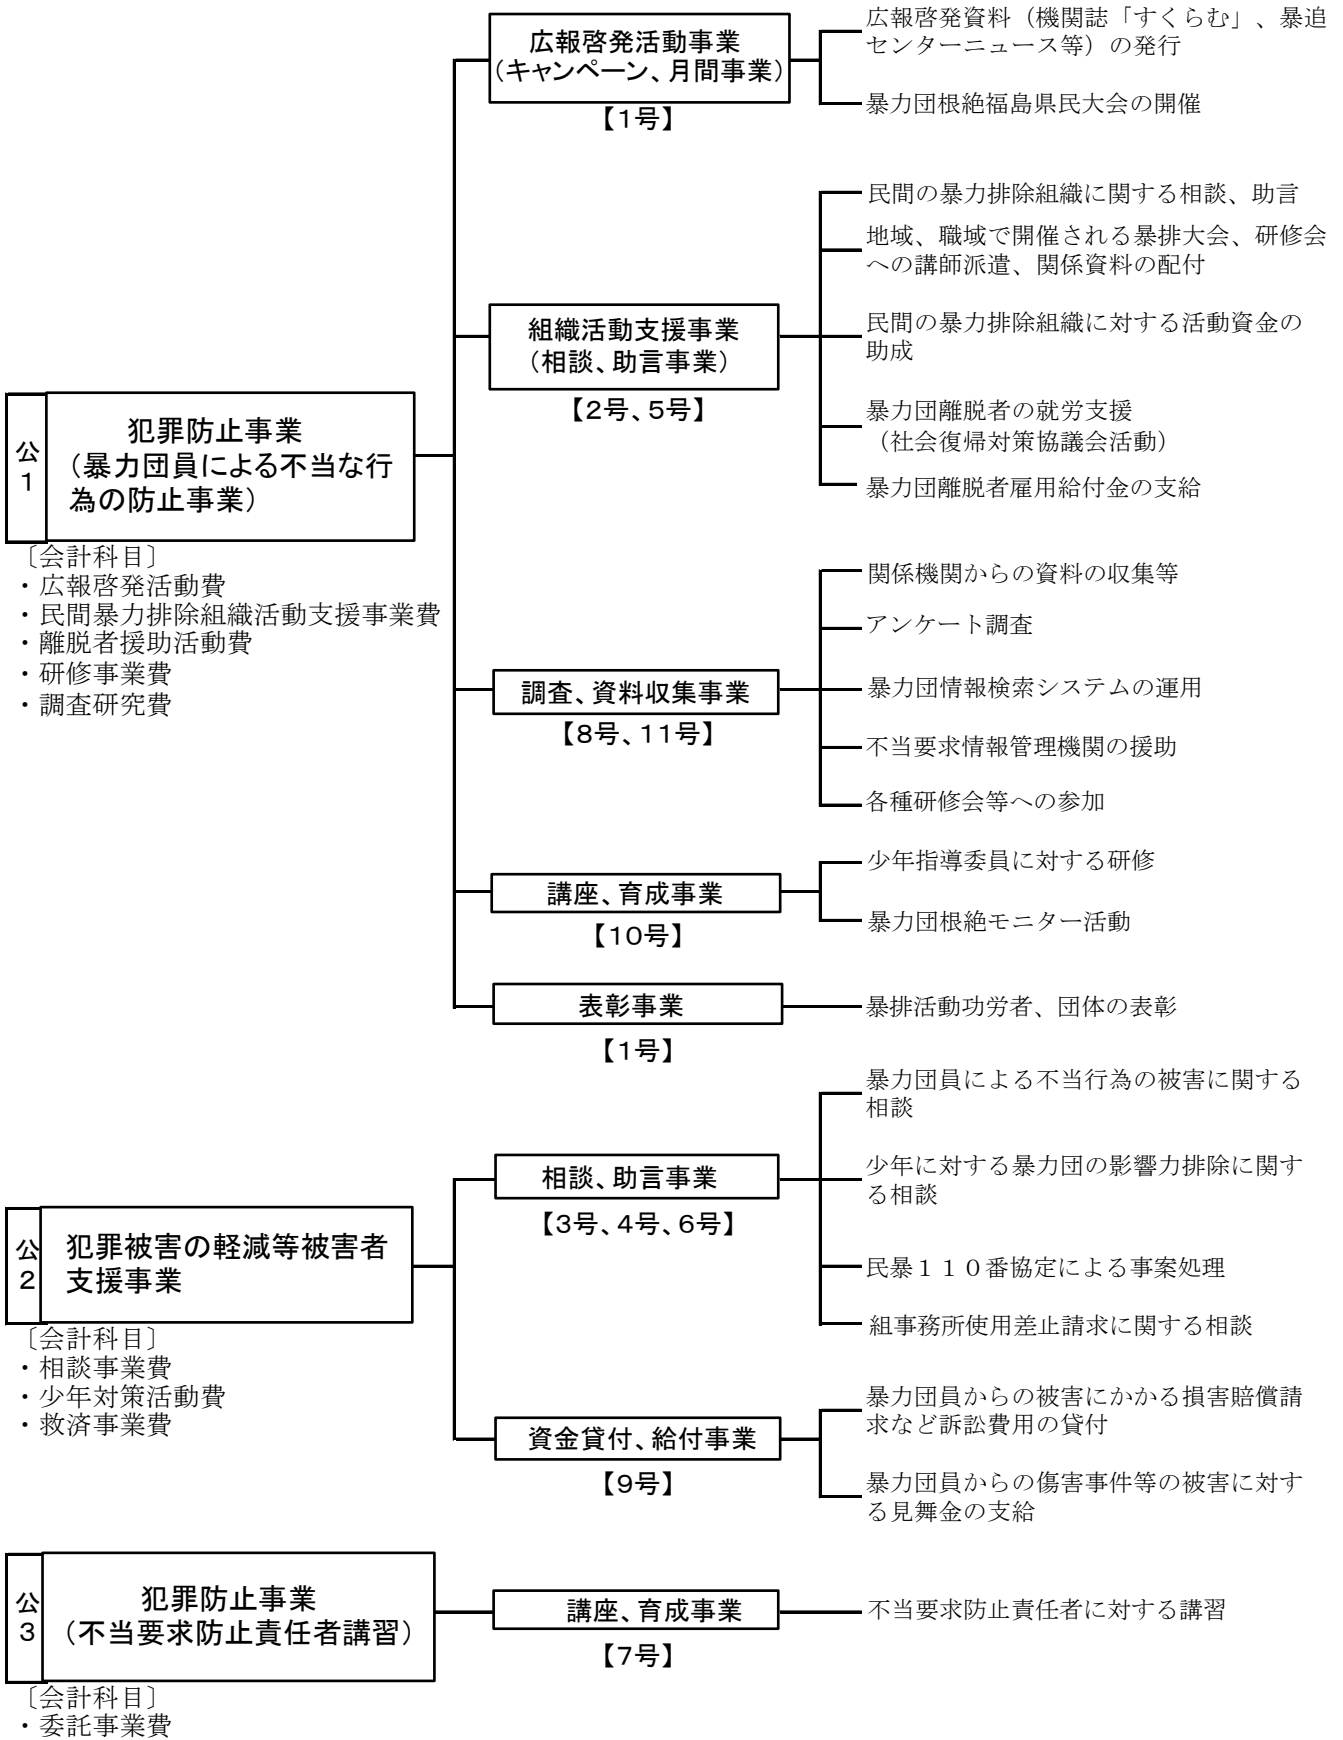 公
1
犯罪防止事業
（暴力団員による不当な行
為の防止事業）
〔会計科目〕
・広報啓発活動費
・民間暴力排除組織活動支援事業費
・離脱者援助活動費
・研修事業費
・調査研究費
広報啓発活動事業
（キャンペーン、月間事業）
【1号】
広報啓発資料（機関誌「すくらむ」、暴追
センターニュース等）の発行
暴力団根絶福島県民大会の開催
組織活動支援事業
（相談、助言事業）
【2号、5号】
民間の暴力排除組織に関する相談、助言
地域、職域で開催される暴排大会、研修会
への講師派遣、関係資料の配付
民間の暴力排除組織に対する活動資金の
助成
暴力団離脱者の就労支援
（社会復帰対策協議会活動）
暴力団離脱者雇用給付金の支給
調査、資料収集事業
【8号、11号】
関係機関からの資料の収集等
アンケート調査
暴力団情報検索システムの運用
不当要求情報管理機関の援助
各種研修会等への参加
講座、育成事業
【10号】
少年指導委員に対する研修
暴力団根絶モニター活動
表彰事業
【1号】
暴排活動功労者、団体の表彰
公
2
犯罪被害の軽減等被害者
支援事業
〔会計科目〕
・相談事業費
・少年対策活動費
・救済事業費
相談、助言事業
【3号、4号、6号】
暴力団員による不当行為の被害に関する
相談
少年に対する暴力団の影響力排除に関す
る相談
民暴１１０番協定による事案処理
組事務所使用差止請求に関する相談
資金貸付、給付事業
【9号】
暴力団員からの被害にかかる損害賠償請
求など訴訟費用の貸付
暴力団員からの傷害事件等の被害に対す
る見舞金の支給
公
3
犯罪防止事業
（不当要求防止責任者講習）
〔会計科目〕
・委託事業費
講座、育成事業
【7号】
不当要求防止責任者に対する講習